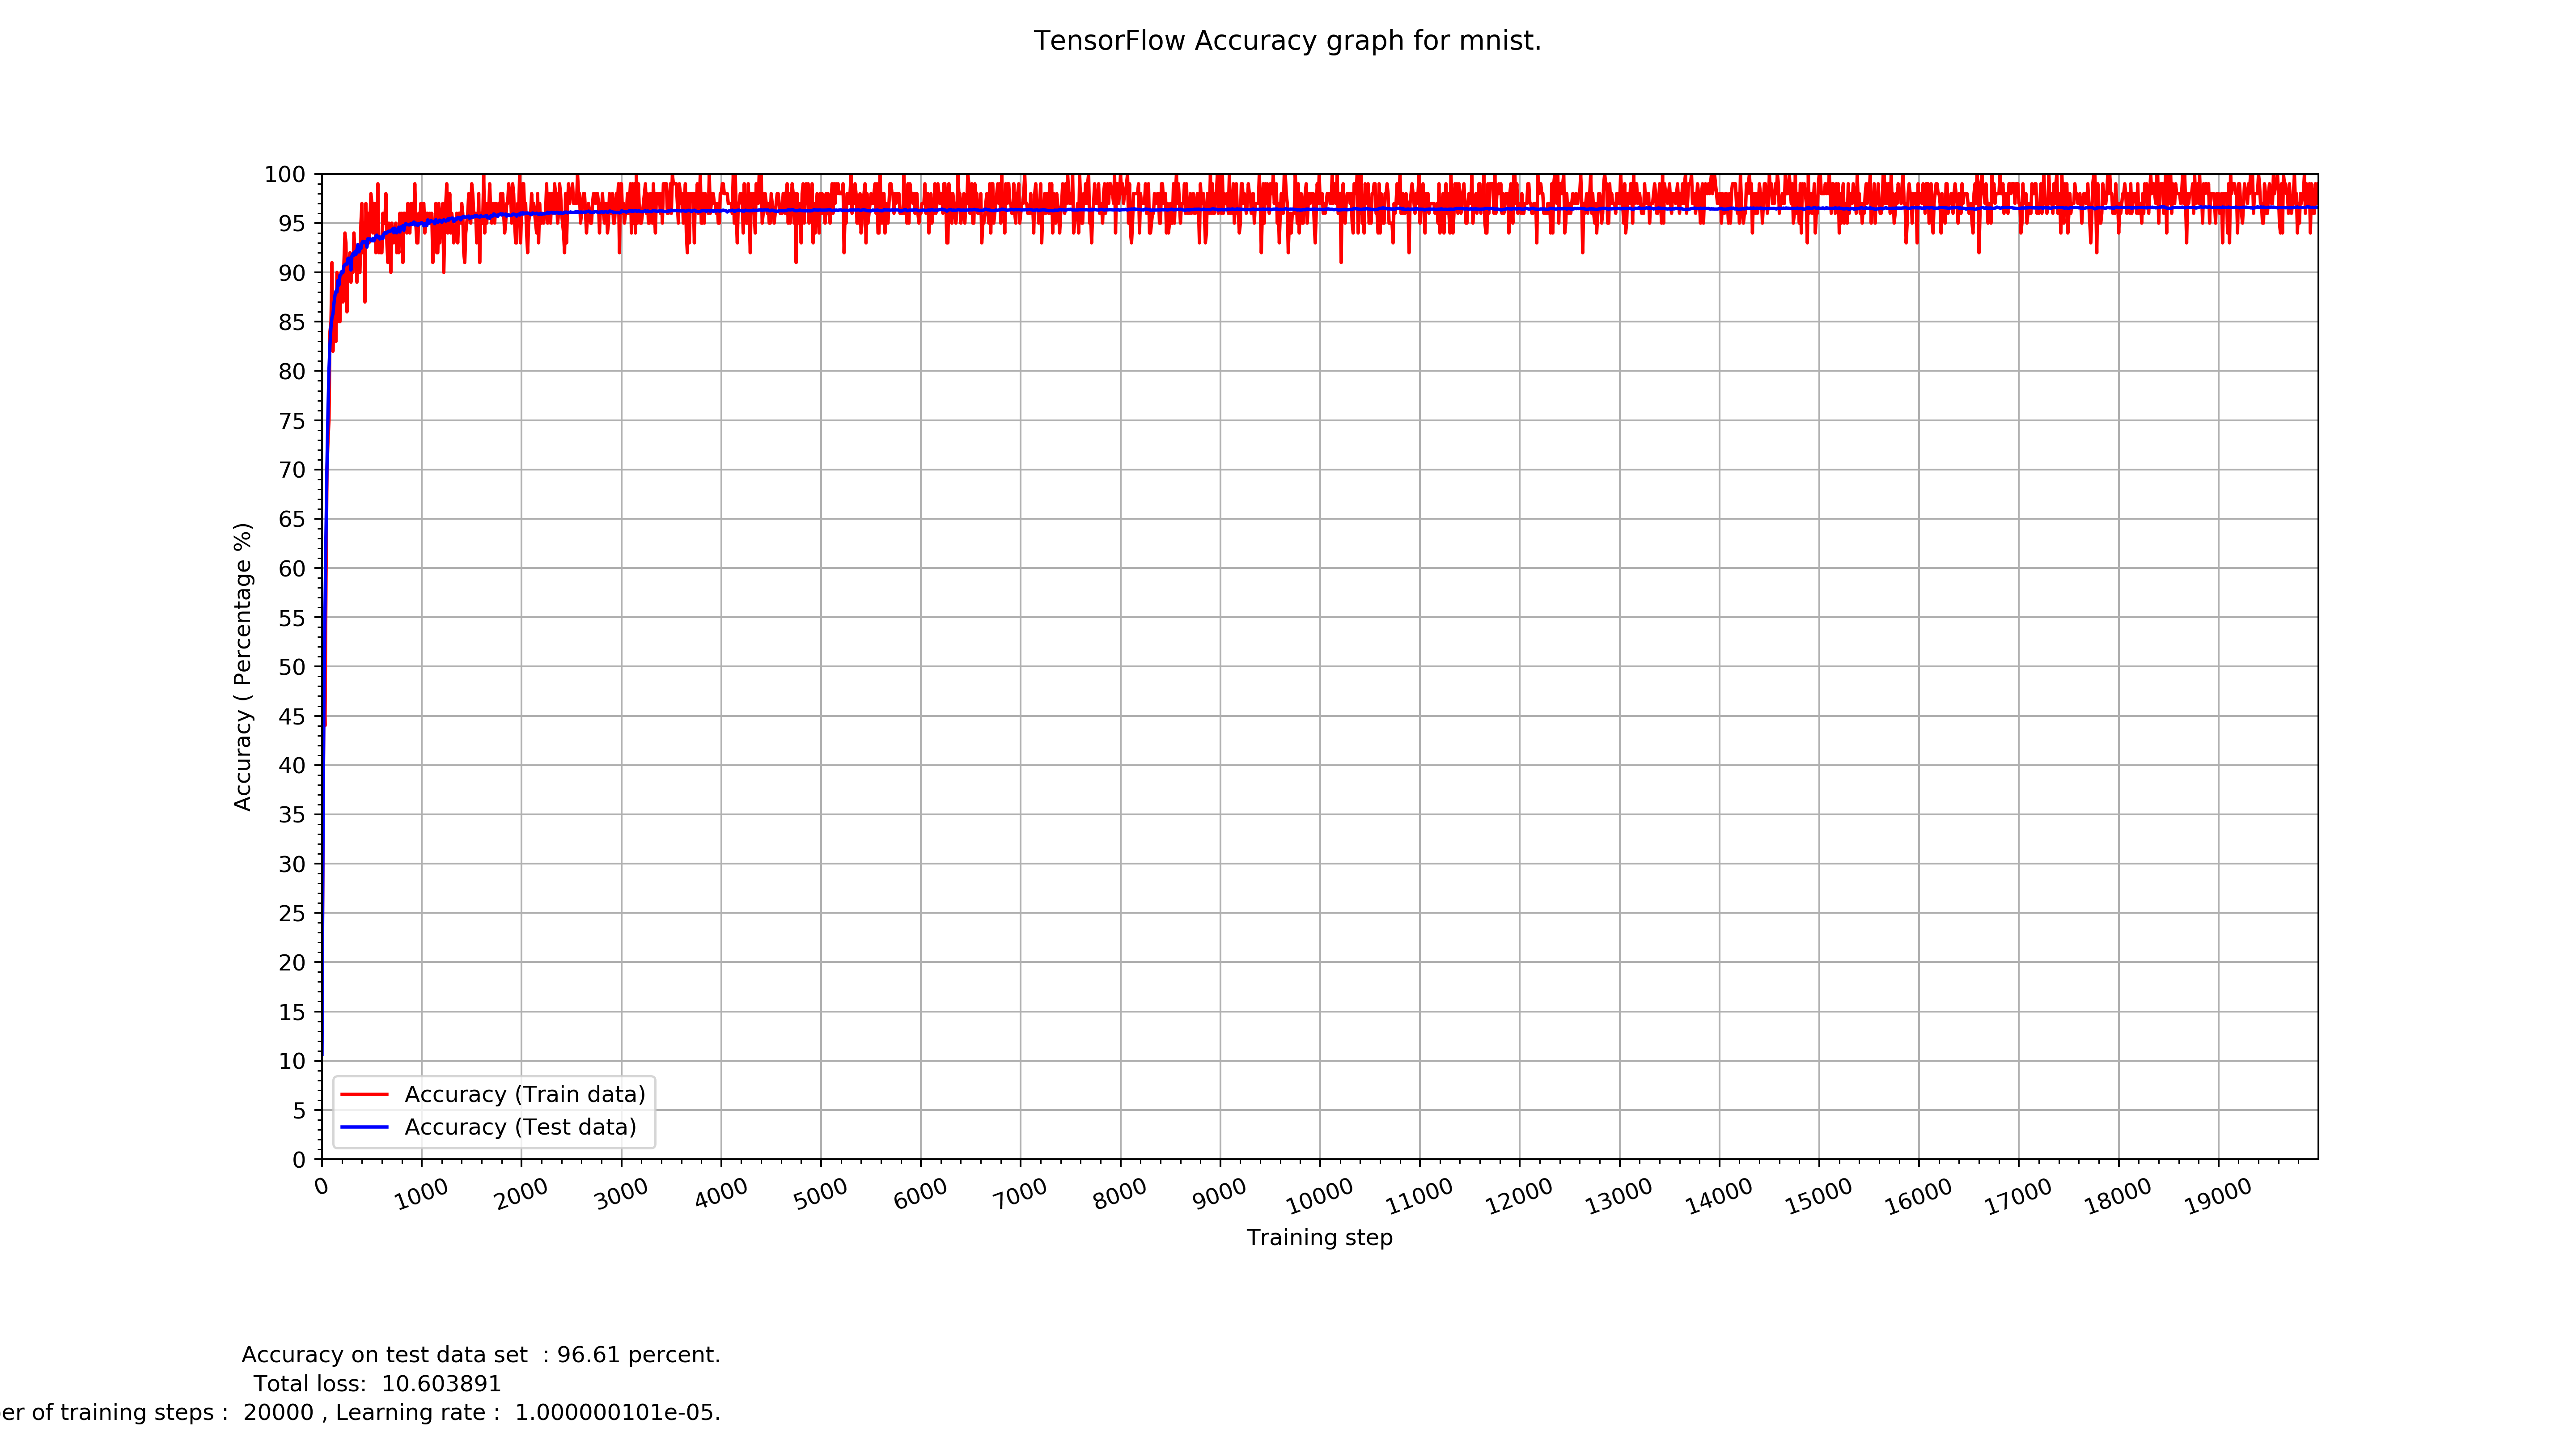 TensorFlow Accuracy graph for mnist.
100
95
90
85
80
75
70
65
60
55
50
45
40
35
30
25
20
15
10
5
0
Accuracy ( Percentage %)
Accuracy (Train data)
Accuracy (Test data)
0 1000 2000 3000 4000 5000 6000 7000 8000 9000 10000 11000 12000 13000 14000 15000 16000 17000 18000 19000
Training step
Accuracy on test data set : 96.61 percent.
Total loss: 10.603891
er of training steps : 20000 , Learning rate : 1.000000101e-05.